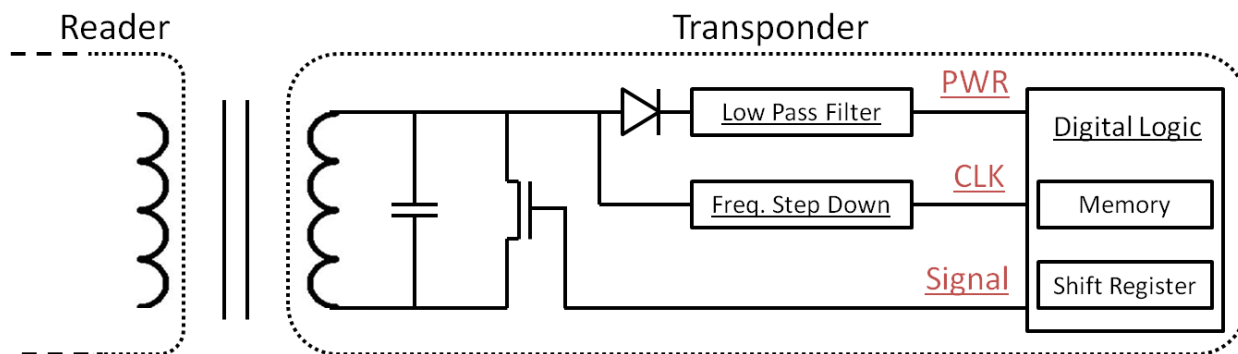 Reader
Transponder
PWR
Low Pass Filter
Digital Logic
CLK
Freq. Step Down
Memory
Signal
Shift Register